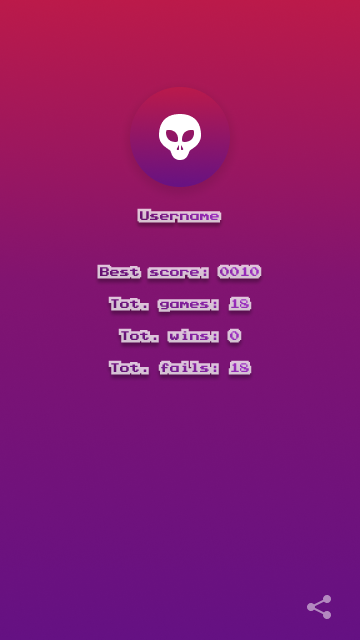 Username
Best score: 0010
Tot. games: 18
Tot. wins: 0
Tot. fails: 18